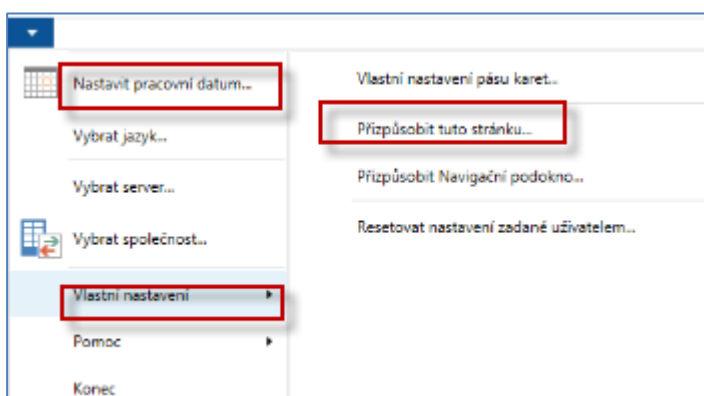 Nastavit pracovní datum...
Vybrat jazyk...
Vybrat server...
Vybrat společnost...
Vlastní nastavení
Pomoc
Konec
Vlastní nastavení pásu karet...
Přizpůsobit tuto stránku...
Přizpůsobit Navigační podokno...
Resetovat nastavení zadané uživatelem...